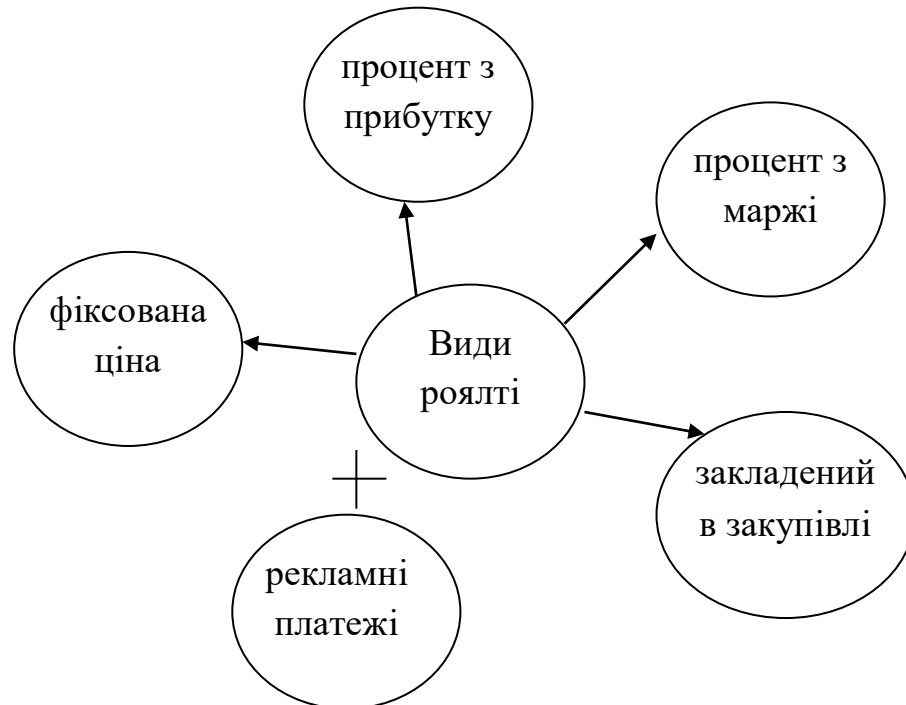 процент з
прибутку
процент з
маржі
фіксована
ціна
Види
роялті
закладений
в закупівлі
рекламні
платежі